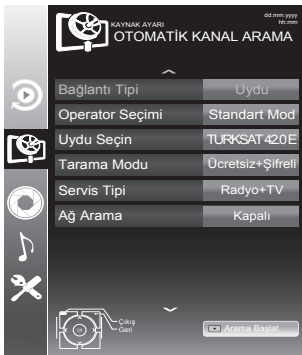 KAYNAK AYARI
dd.mm.yyyy
hh:mm
OTOMATİK KANAL ARAMA
Bağlantı Tipi Uydu
Operator Seçimi Standart Mod
Uydu Seçin TURKSAT 42.0 E
Tarama Modu Ücretsiz+Şifreli
Servis Tipi Radyo+TV
Ağ Arama Kapalı
OK
Çıkış
Geri
Arama Başlat